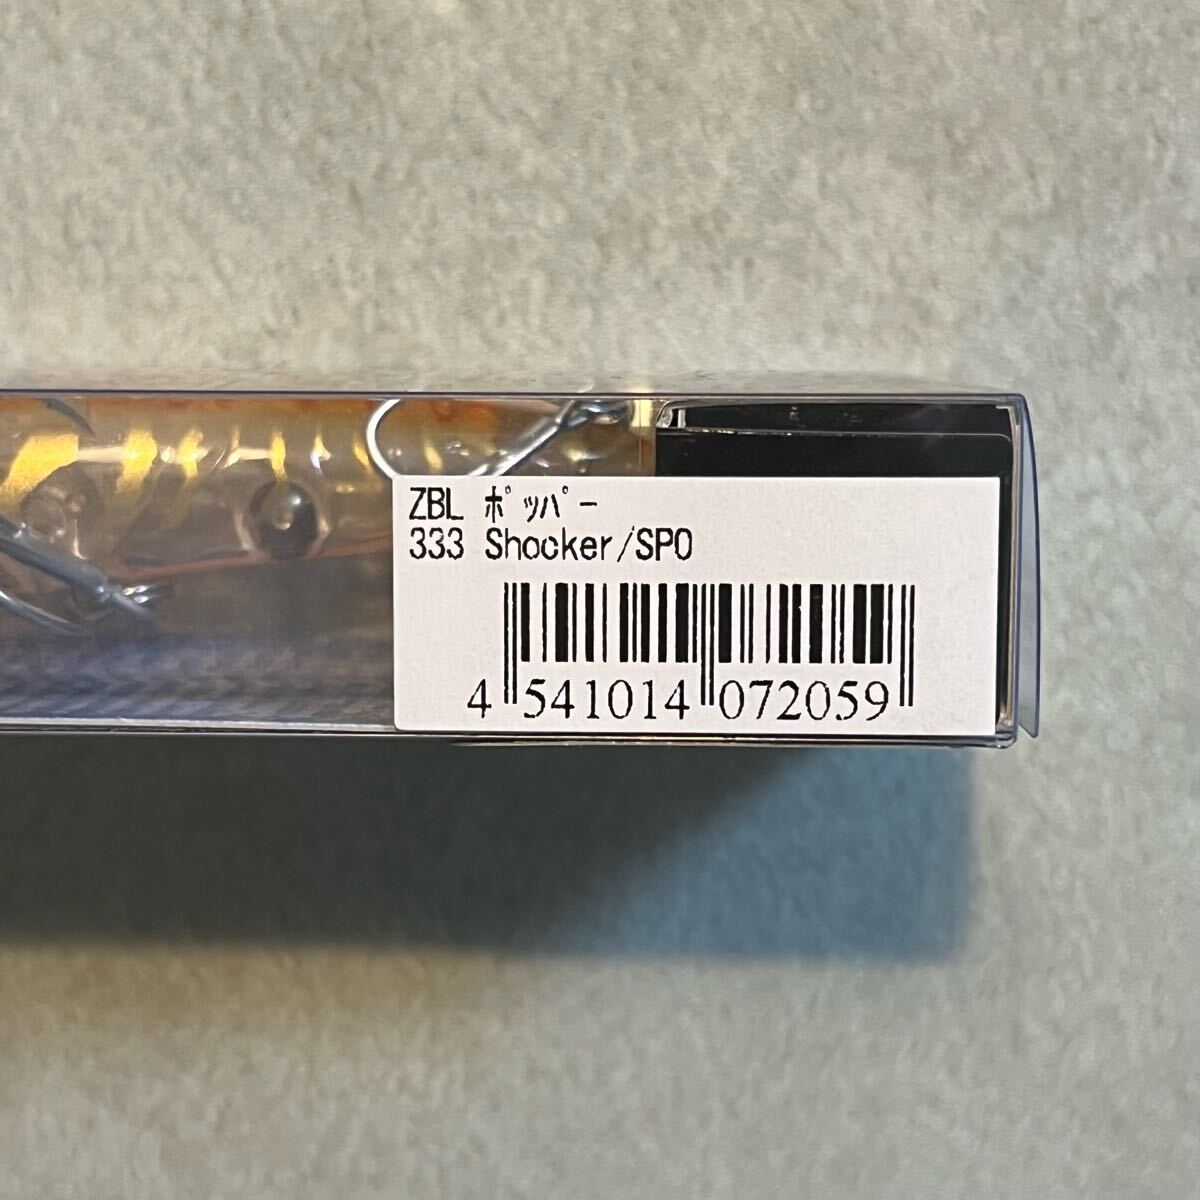 ZBL ﾎﾟｯﾊﾟｰ
333 Shocker/SPO
4 541014 072059